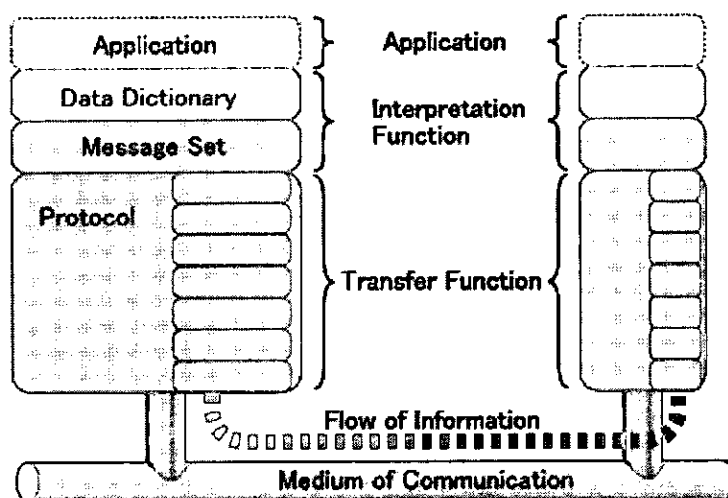 Application
Application
Data Dictionary
Interpretation
Function
Message Set
Protocol
Transfer Function
Flow of Information
Medium of Communication